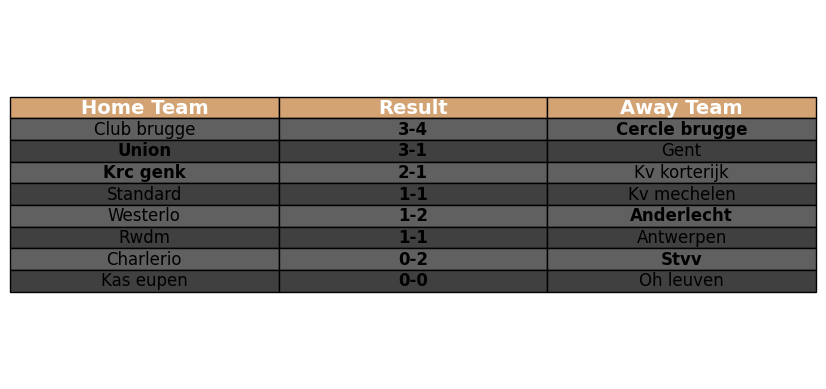 Home Team Result Away Team
Club brugge 3-4 Cercle brugge
Union 3-1 Gent
Krc genk 2-1 Kv korterijk
Standard 1-1 Kv mechelen
Westerlo 1-2 Anderlecht
Rwdm 1-1 Antwerpen
Charlerio 0-2 Stvv
Kas eupen 0-0 Oh leuven